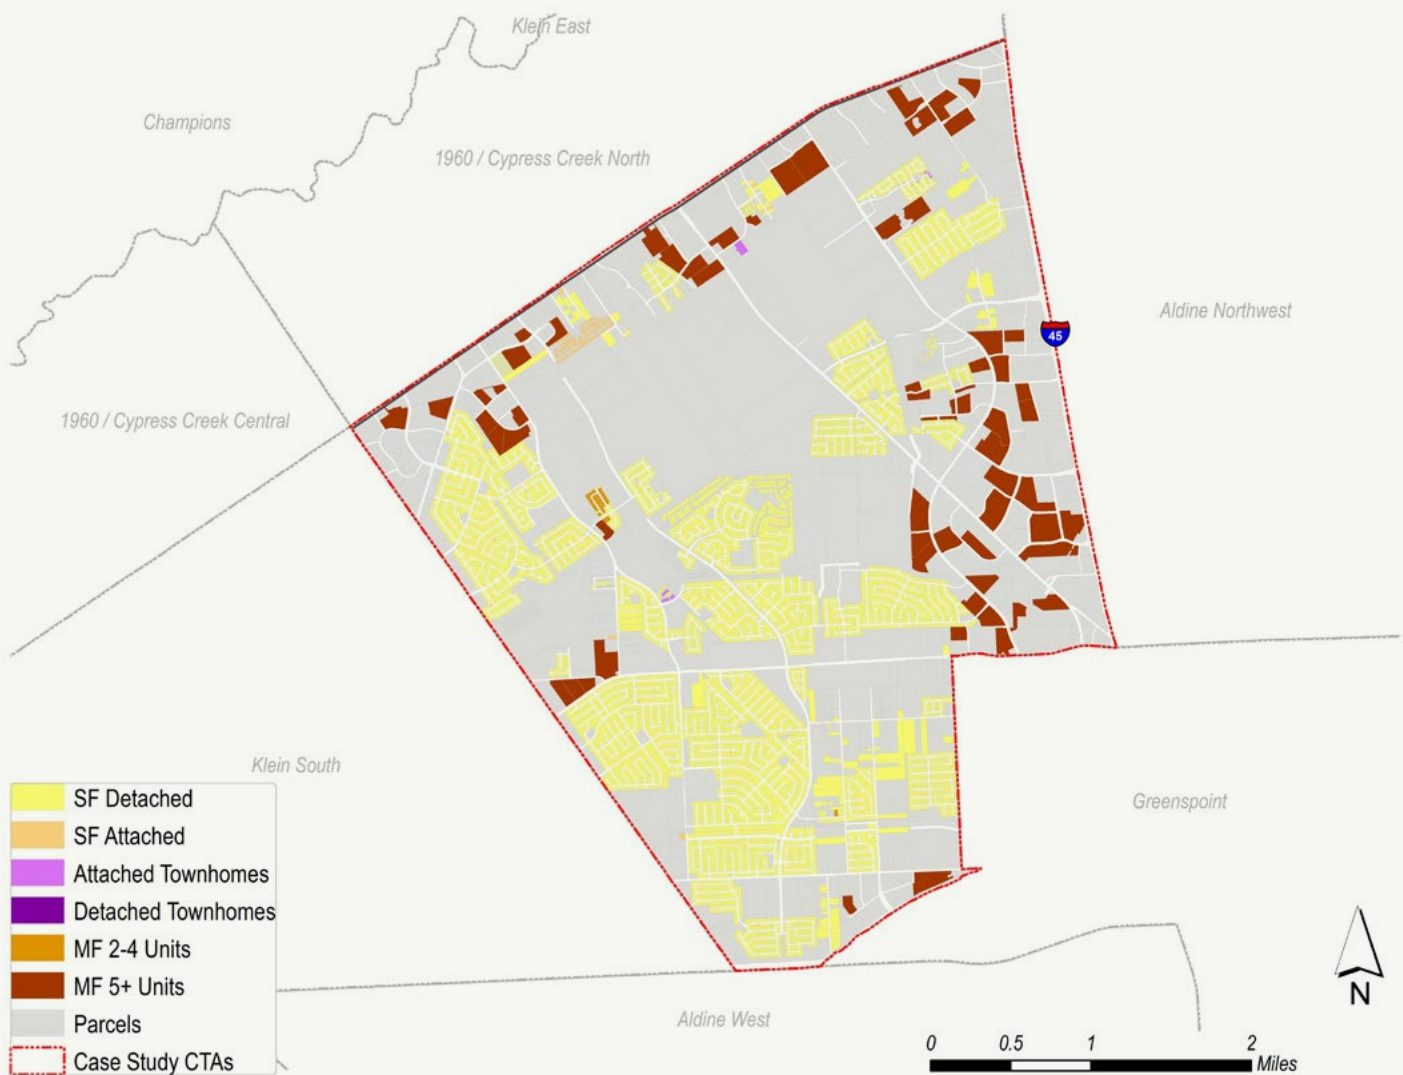 Klein East
Champions
1960 / Cypress Creek North
Aldine Northwest
45
1960 / Cypress Creek Central
Klein South
Greenspoint
SF Detached
SF Attached
Attached Townhomes
Detached Townhomes
MF 2-4 Units
MF 5+ Units
Parcels
Case Study CTAs
Aldine West
N
0 0.5 1 2
Miles